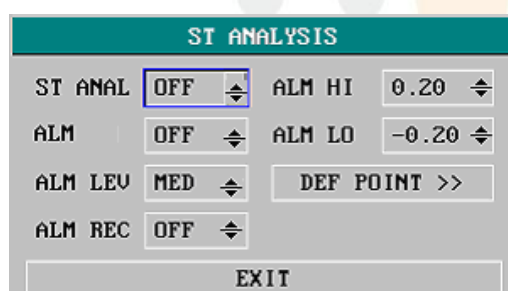 ST ANALYSIS
ST ANAL OFF ALM HI 0.20
ALM OFF ALM LO -0.20
ALM LEV MED DEF POINT >>
ALM REC OFF
EXIT